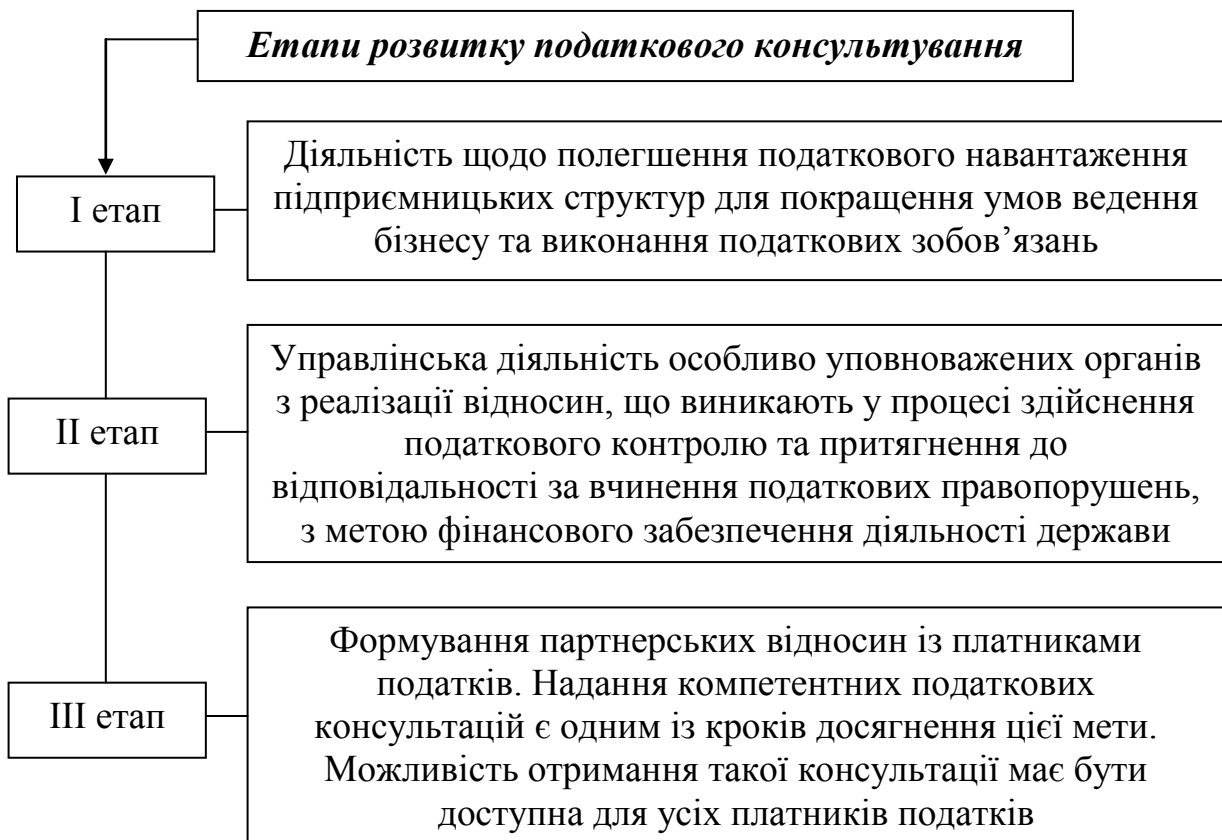 Етапи розвитку податкового консультування
І етап
Діяльність щодо полегшення податкового навантаження
підприємницьких структур для покращення умов ведення
бізнесу та виконання податкових зобов’язань
ІІ етап
Управлінська діяльність особливо уповноважених органів
з реалізації відносин, що виникають у процесі здійснення
податкового контролю та притягнення до
відповідальності за вчинення податкових правопорушень,
з метою фінансового забезпечення діяльності держави
ІІІ етап
Формування партнерських відносин із платниками
податків. Надання компетентних податкових
консультацій є одним із кроків досягнення цієї мети.
Можливість отримання такої консультації має бути
доступна для усіх платників податків